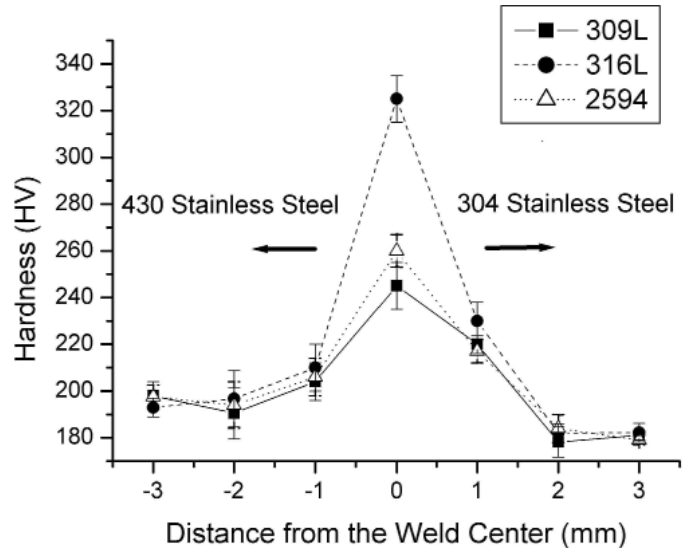 309L
316L
2594
340
320
300
280
260
240
220
200
180
Hardness (HV)
430 Stainless Steel
304 Stainless Steel
-3 -2 -1 0 1 2 3
Distance from the Weld Center (mm)